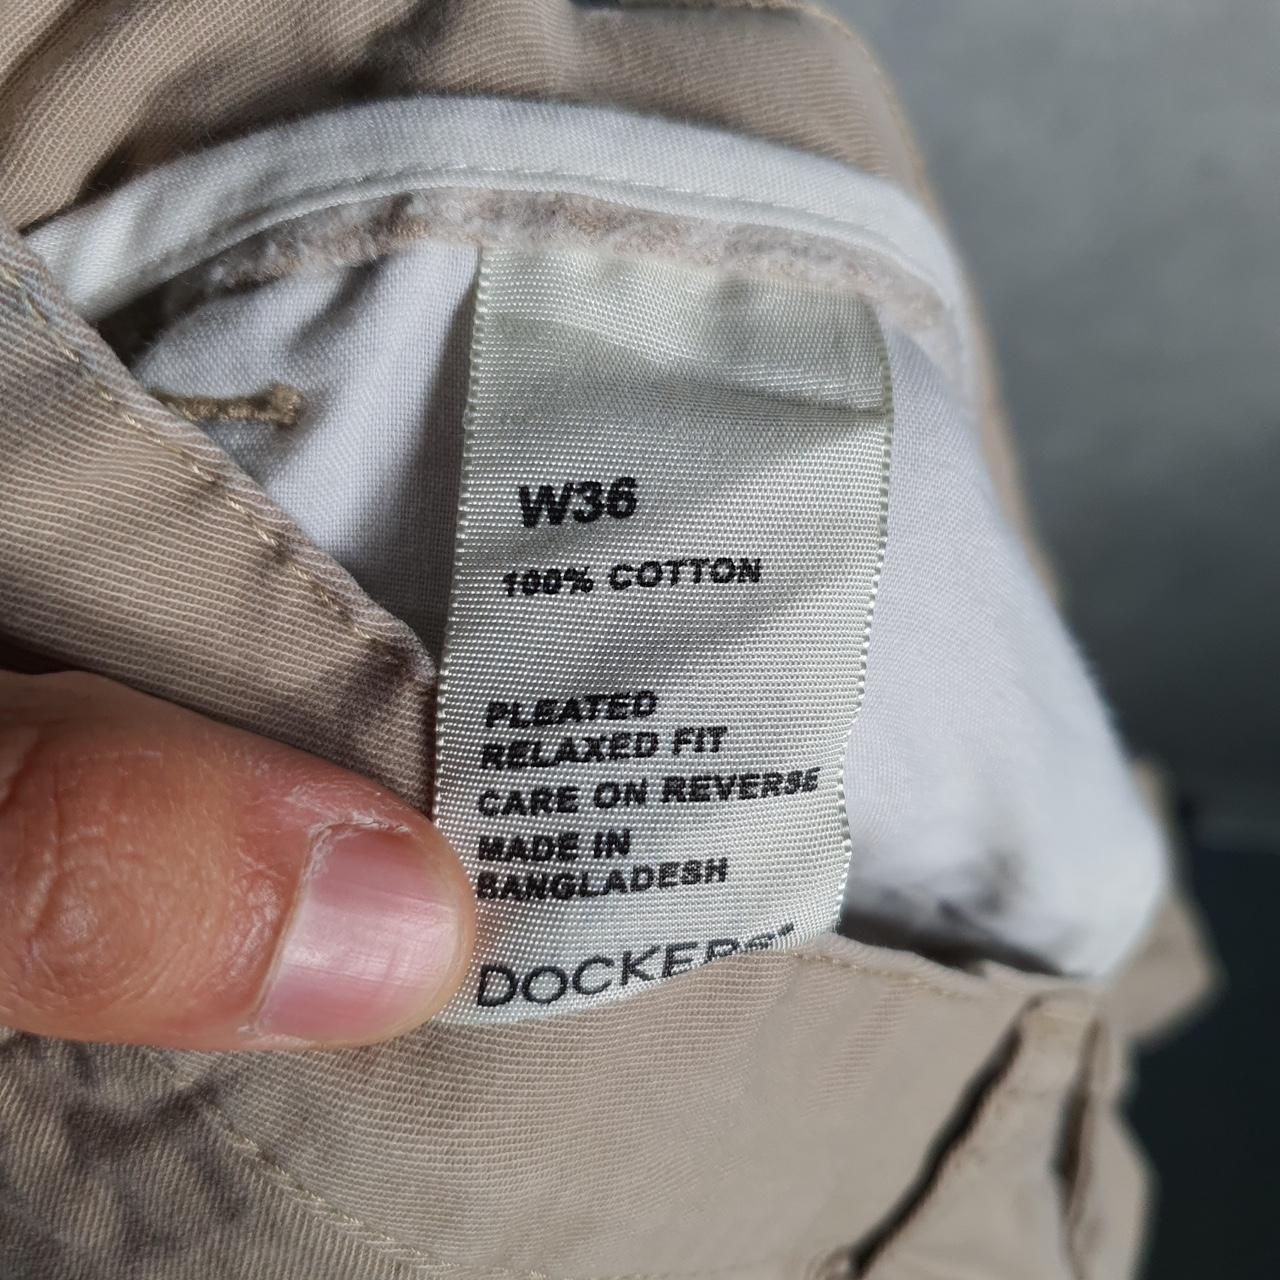 W36
100% COTTON
PLEATED
RELAXED FIT
CARE ON REVERSE
MADE IN
BANGLADESH
DOCKERS